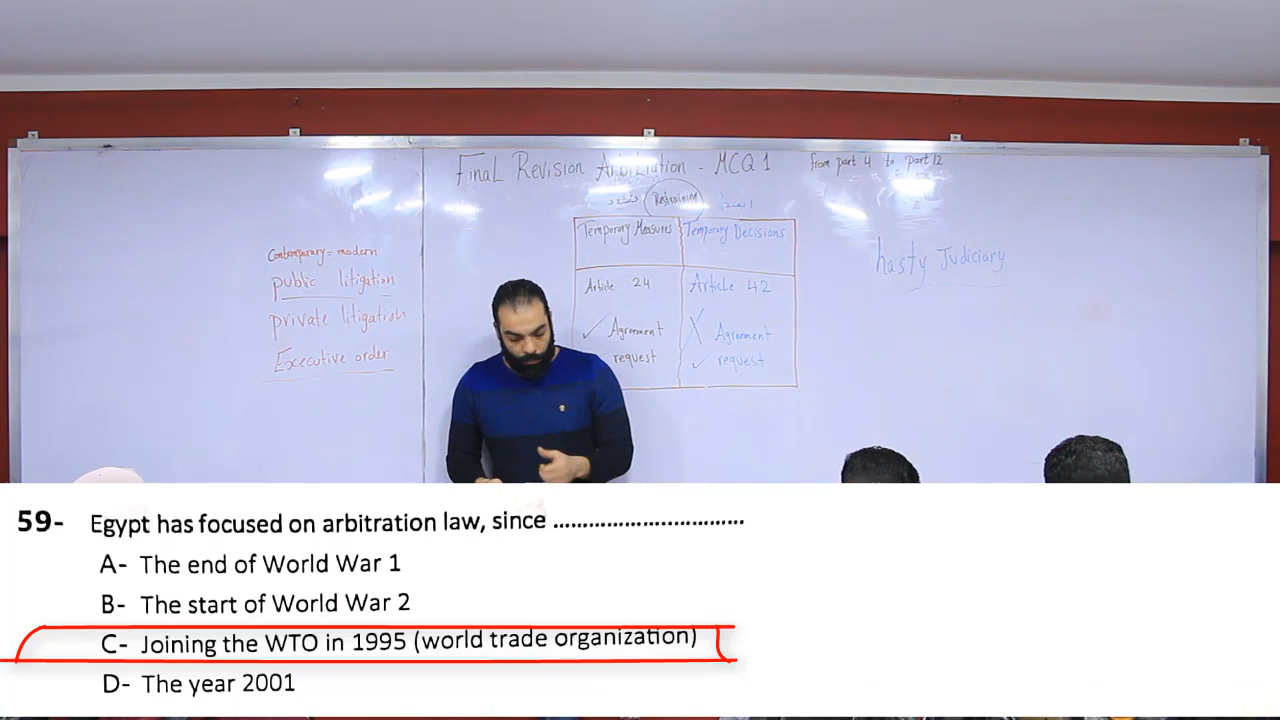 Final Revision Arbitration - MCQ 1 from part 4 to part 12
Restraining
Temporary Measures Temporary Decisions
Article 24 Article 42
✓ Agreement X Agreement
request ✓ request
Contemporary = modern
public litigation
private litigation
Executive order
hasty Judiciary
59- Egypt has focused on arbitration law, since ................................
A- The end of World War 1
B- The start of World War 2
C- Joining the WTO in 1995 (world trade organization)
D- The year 2001